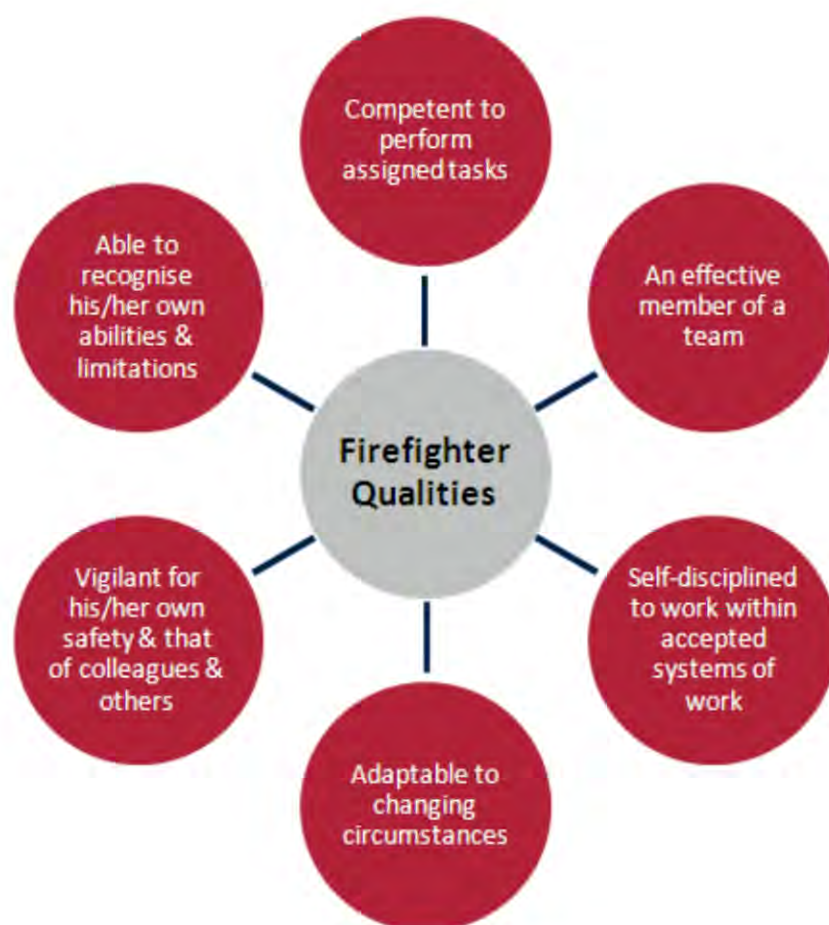 Competent to
perform
assigned tasks
An effective
member of a
team
Self-disciplined
to work within
accepted
systems of
work
Adaptable to
changing
circumstances
Vigilant for
his/her own
safety & that
of colleagues &
others
Able to
recognise
his/her own
abilities &
limitations
Firefighter
Qualities